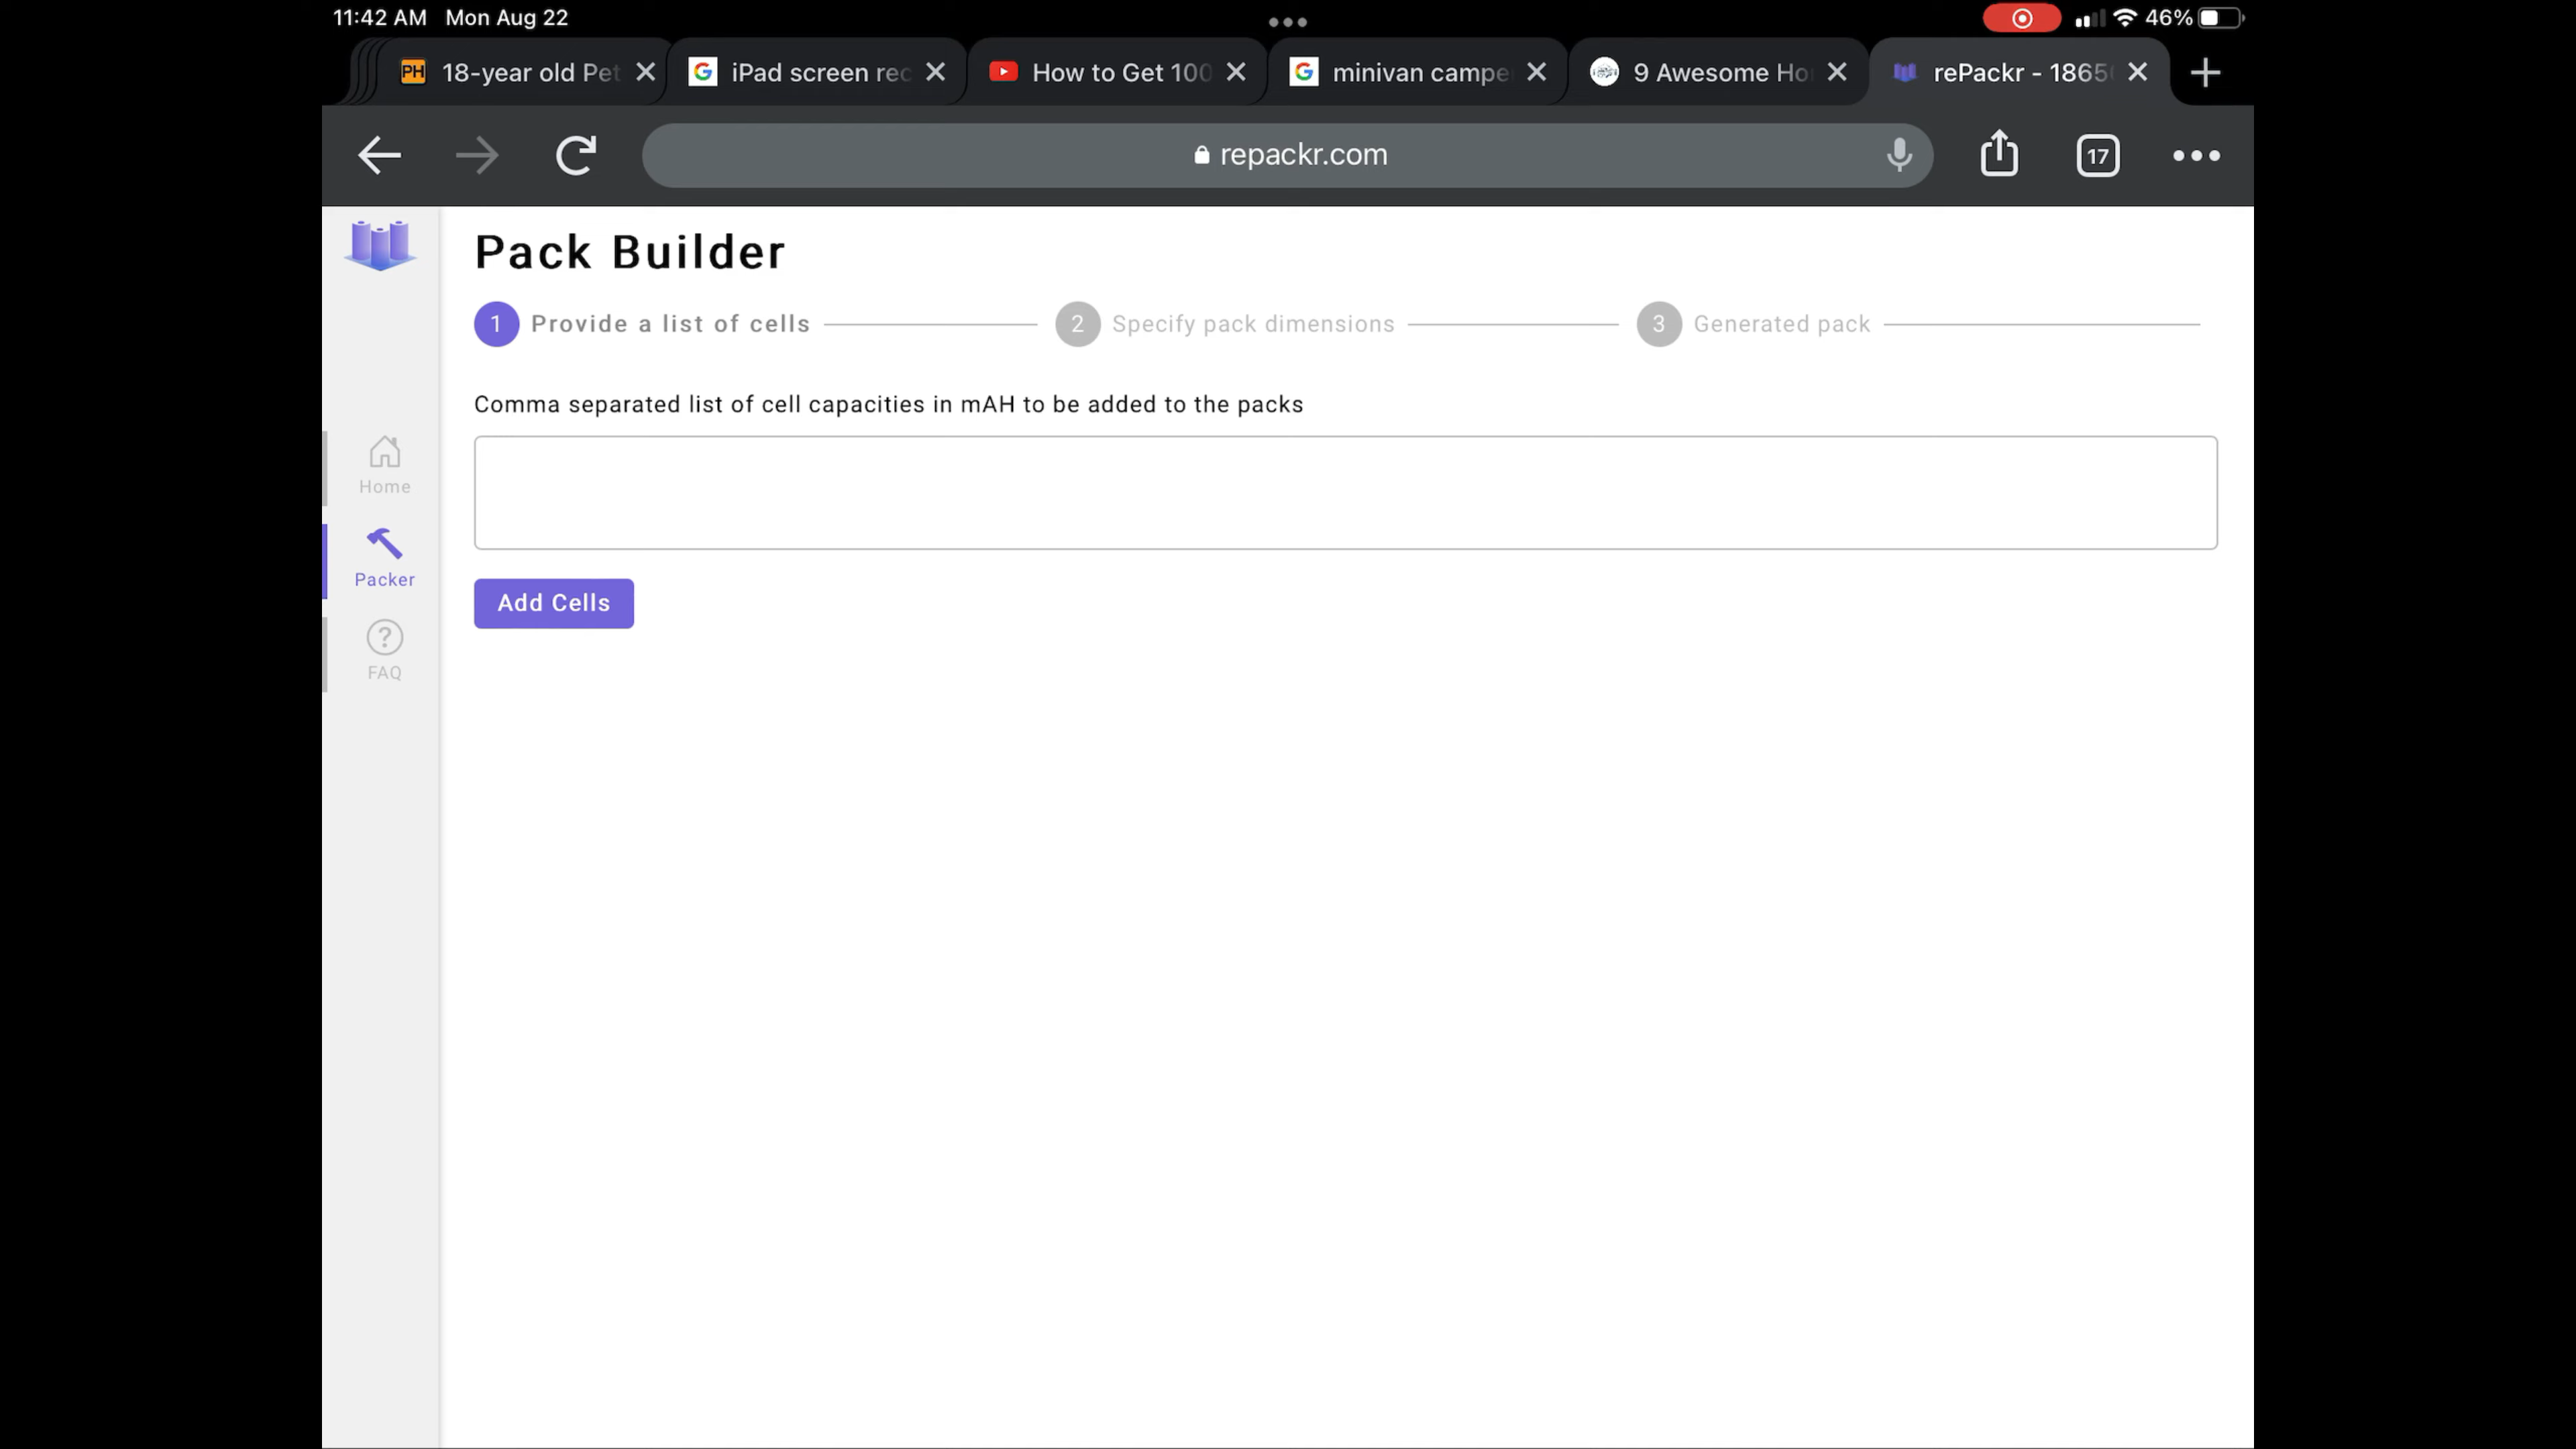 11:42 AM Mon Aug 22
46%
PH 18-year old Pet
G iPad screen rec
How to Get 100
G minivan campe
9 Awesome Ho
rePackr - 1865
repackr.com
17
Pack Builder
1 Provide a list of cells
2 Specify pack dimensions
3 Generated pack
Comma separated list of cell capacities in mAH to be added to the packs
Home
Packer
Add Cells
? FAQ